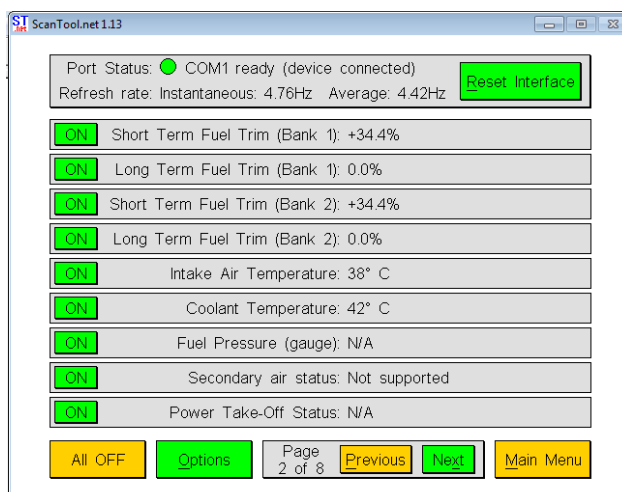 ST
.net
ScanTool.net 1.13
Port Status: COM1 ready (device connected)
Refresh rate: Instantaneous: 4.76Hz Average: 4.42Hz
Reset Interface
ON Short Term Fuel Trim (Bank 1): +34.4%
ON Long Term Fuel Trim (Bank 1): 0.0%
ON Short Term Fuel Trim (Bank 2): +34.4%
ON Long Term Fuel Trim (Bank 2): 0.0%
ON Intake Air Temperature: 38° C
ON Coolant Temperature: 42° C
ON Fuel Pressure (gauge): N/A
ON Secondary air status: Not supported
ON Power Take-Off Status: N/A
All OFF Options Page 2 of 8 Previous Next Main Menu